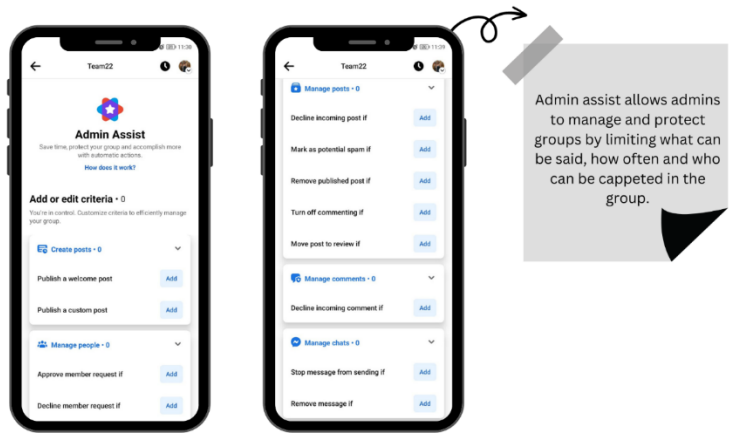 11:38
Team22
Admin Assist
Save time, protect your group and accomplish more
with automatic actions.
How does it work?
Add or edit criteria • 0
You're in control. Customize criteria to efficiently manage
your group.
Create posts • 0
Publish a welcome post
Add
Publish a custom post
Add
Manage people • 0
Approve member request if
Add
Decline member request if
Add
11:39
Team22
Manage posts • 0
Decline incoming post if
Add
Mark as potential spam if
Add
Remove published post if
Add
Turn off commenting if
Add
Move post to review if
Add
Manage comments • 0
Decline incoming comment if
Add
Manage chats • 0
Stop message from sending if
Add
Remove message if
Add
Admin assist allows admins
to manage and protect
groups by limiting what can
be said, how often and who
can be cappeted in the
group.